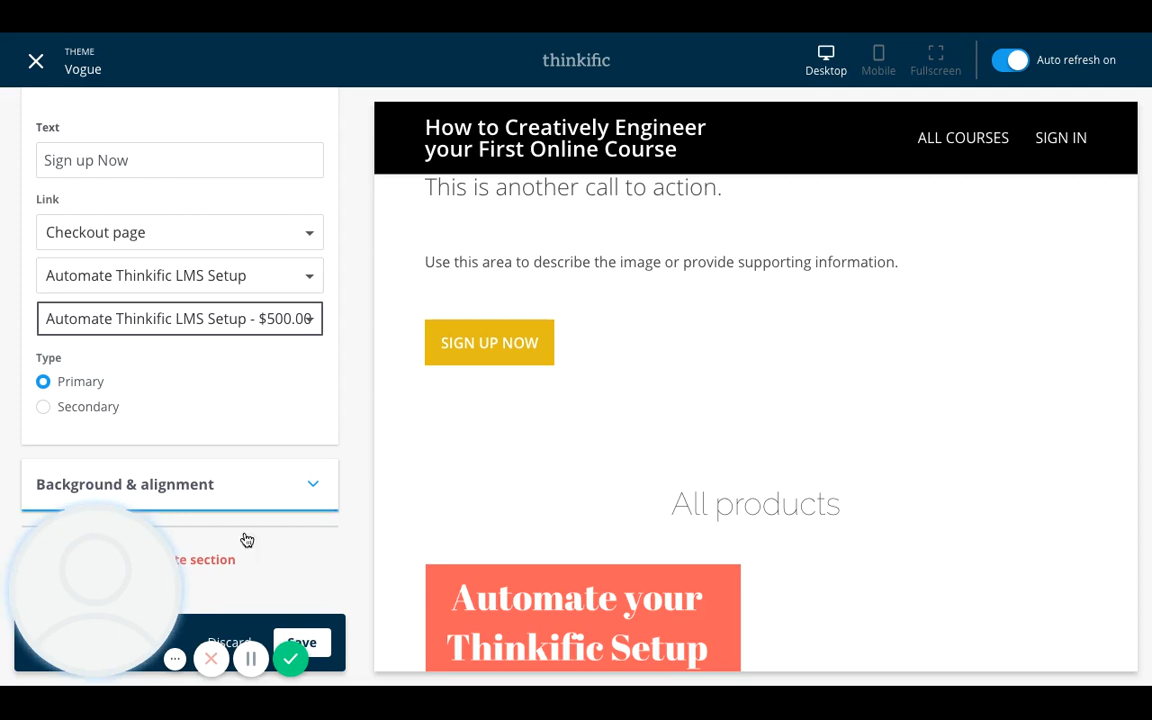 THEME
Vogue
thinkific
Desktop
Mobile
Fullscreen
Auto refresh on
Text
Sign up Now
Link
Checkout page
Automate Thinkific LMS Setup
Automate Thinkific LMS Setup - $500.00
Type
Primary
Secondary
Background & alignment
te section
Discard
Save
How to Creatively Engineer
your First Online Course
ALL COURSES
SIGN IN
This is another call to action.
Use this area to describe the image or provide supporting information.
SIGN UP NOW
All products
Automate your
Thinkific Setup